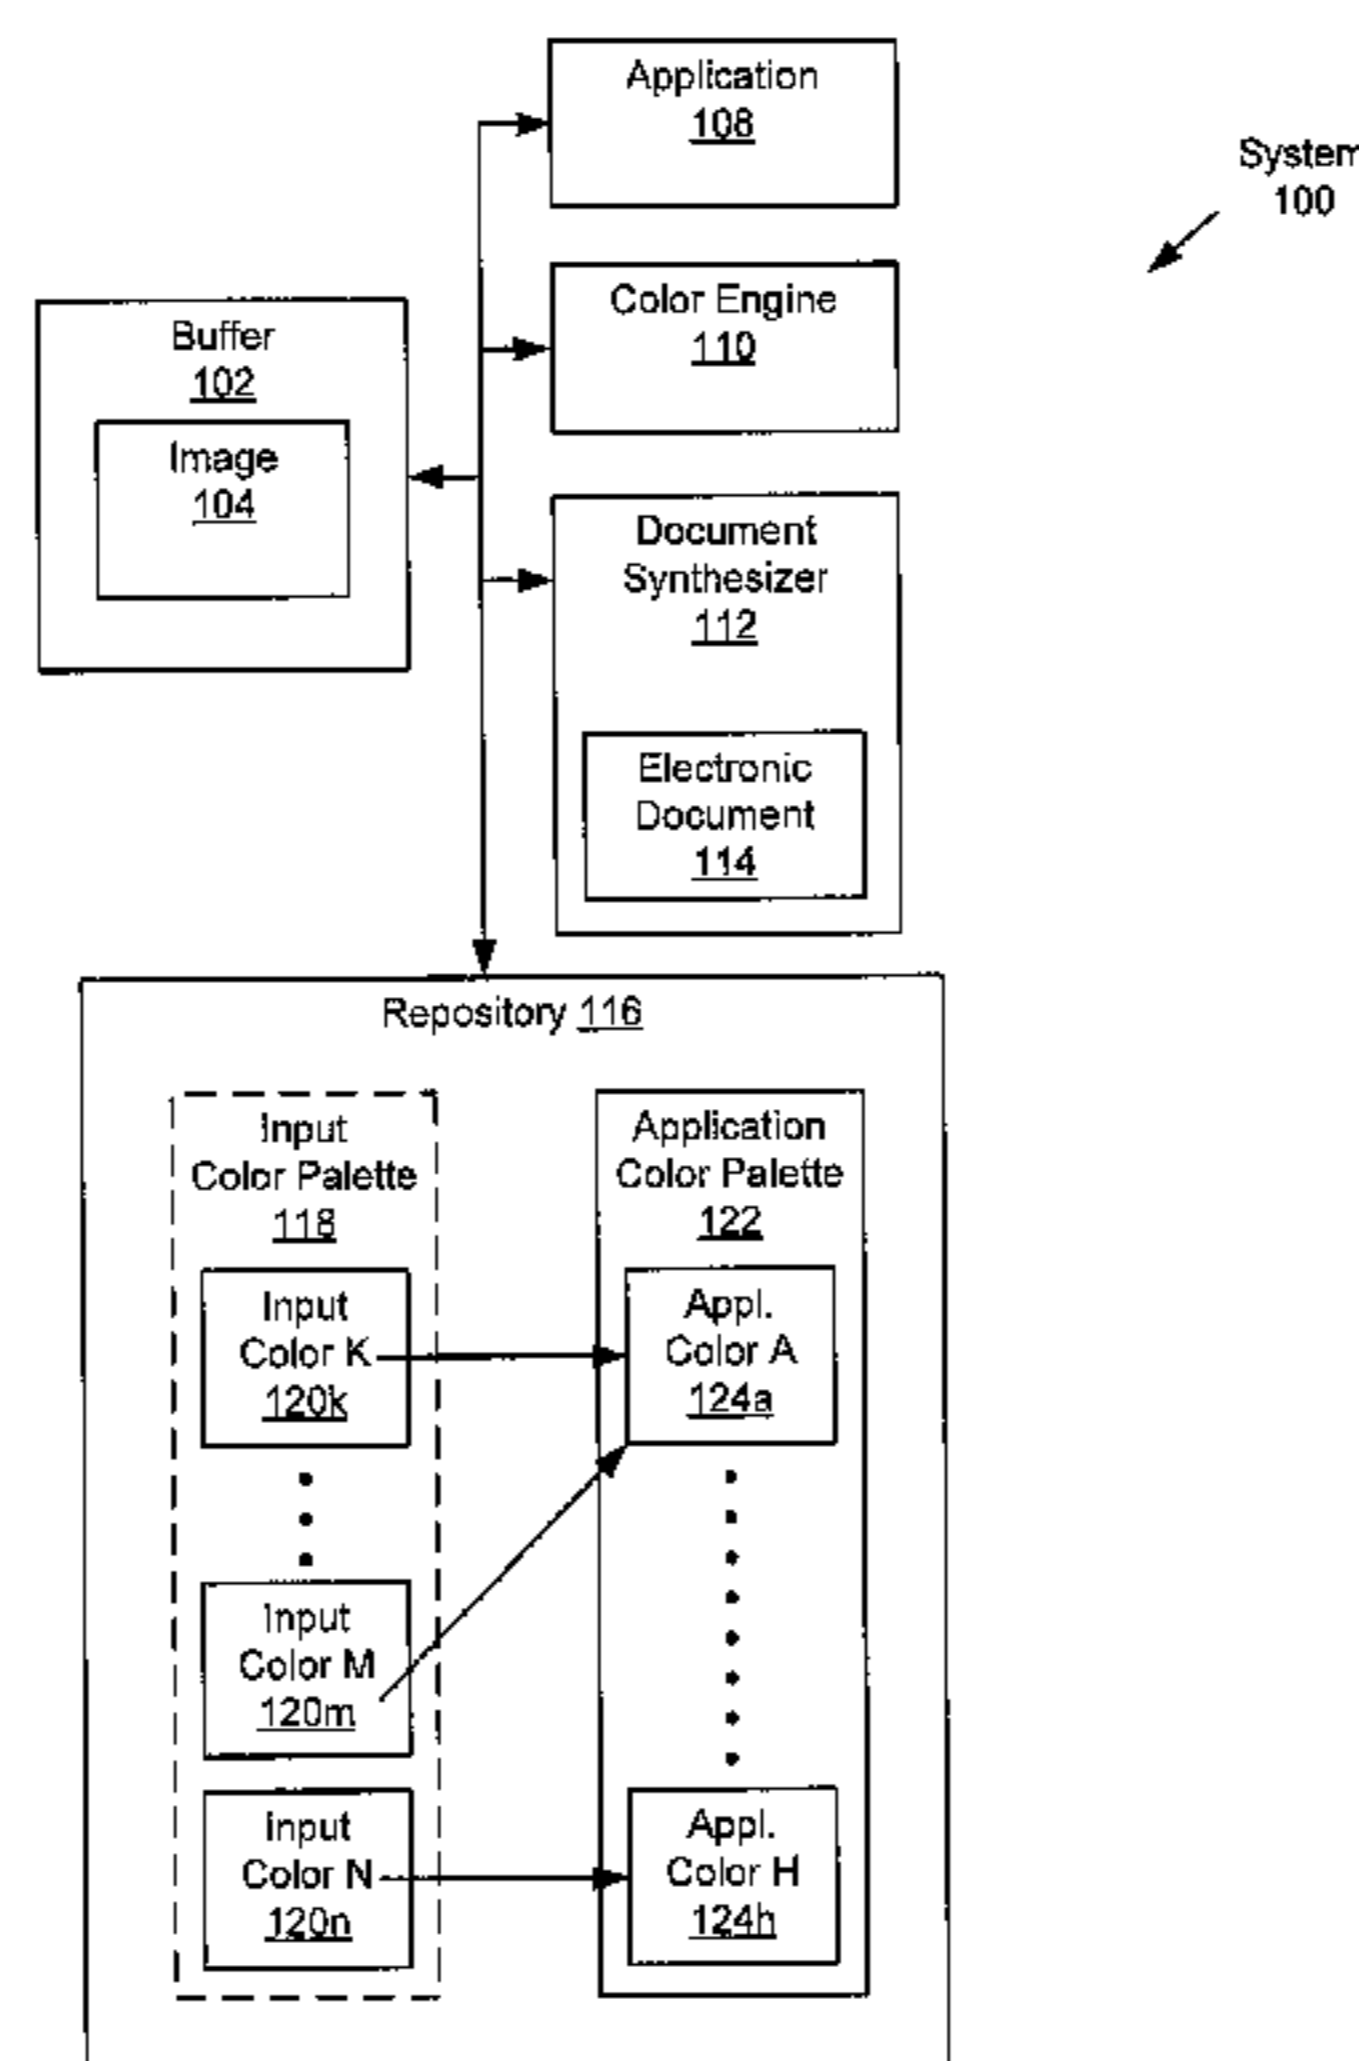 Application
108
System
100
Color Engine
110
Buffer
102
Image
104
Document
Synthesizer
112
Electronic
Document
114
Repository 116
Input
Color Palette
118
Application
Color Palette
122
Input
Color K
120k
Appl.
Color A
124a
Input
Color M
120m
Input
Color N
120n
Appl.
Color H
124h